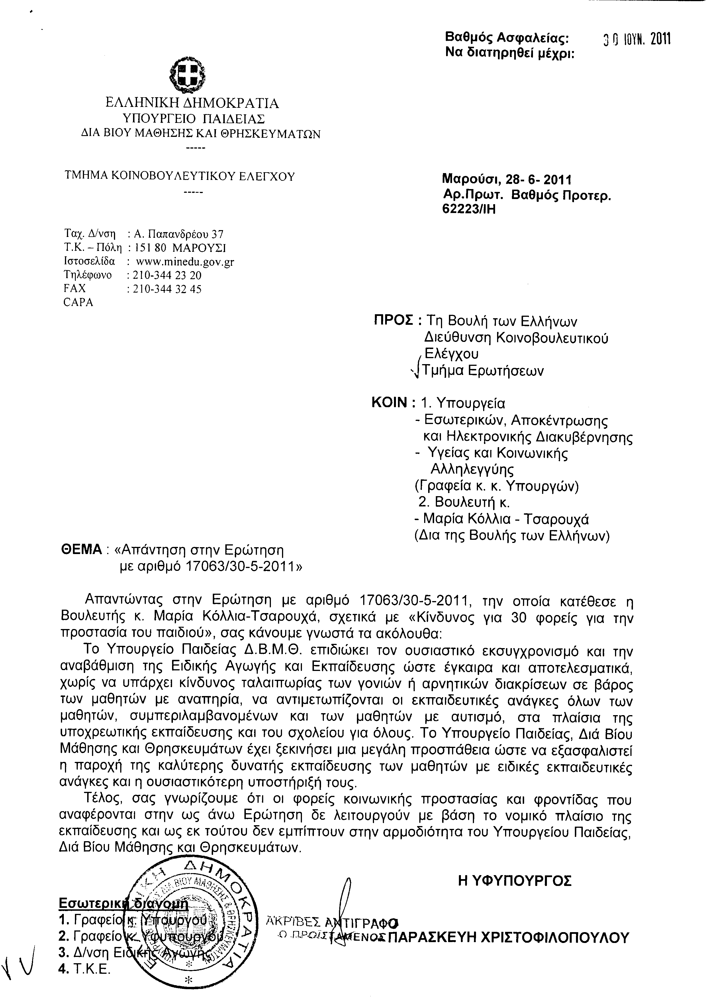 Βαθμός Ασφαλείας: 30 ΙΟΥΝ. 2011
Να διατηρηθεί μέχρι:
ΕΛΛΗΝΙΚΗ ΔΗΜΟΚΡΑΤΙΑ
ΥΠΟΥΡΓΕΙΟ ΠΑΙΔΕΙΑΣ
ΔΙΑ ΒΙΟΥ ΜΑΘΗΣΗΣ ΚΑΙ ΘΡΗΣΚΕΥΜΑΤΩΝ
-----
ΤΜΗΜΑ ΚΟΙΝΟΒΟΥΛΕΥΤΙΚΟΥ ΕΛΕΓΧΟΥ
-----
Μαρούσι, 28- 6- 2011
Αρ.Πρωτ. Βαθμός Προτερ.
62223/ΙΗ
Ταχ. Δ/νση : Α. Παπανδρέου 37
Τ.Κ. – Πόλη : 151 80 ΜΑΡΟΥΣΙ
Ιστοσελίδα : www.minedu.gov.gr
Τηλέφωνο : 210-344 23 20
FAX : 210-344 32 45
CAPA
ΠΡΟΣ : Τη Βουλή των Ελλήνων
Διεύθυνση Κοινοβουλευτικού
Ελέγχου
Τμήμα Ερωτήσεων
ΚΟΙΝ : 1. Υπουργεία
- Εσωτερικών, Αποκέντρωσης
και Ηλεκτρονικής Διακυβέρνησης
- Υγείας και Κοινωνικής
Αλληλεγγύης
(Γραφεία κ. κ. Υπουργών)
2. Βουλευτή κ.
- Μαρία Κόλλια - Τσαρουχά
(Δια της Βουλής των Ελλήνων)
ΘΕΜΑ : «Απάντηση στην Ερώτηση
με αριθμό 17063/30-5-2011»
Απαντώντας στην Ερώτηση με αριθμό 17063/30-5-2011, την οποία κατέθεσε η
Βουλευτής κ. Μαρία Κόλλια-Τσαρουχά, σχετικά με «Κίνδυνος για 30 φορείς για την
προστασία του παιδιού», σας κάνουμε γνωστά τα ακόλουθα:
Το Υπουργείο Παιδείας Δ.Β.Μ.Θ. επιδιώκει τον ουσιαστικό εκσυγχρονισμό και την
αναβάθμιση της Ειδικής Αγωγής και Εκπαίδευσης ώστε έγκαιρα και αποτελεσματικά,
χωρίς να υπάρχει κίνδυνος ταλαιπωρίας των γονιών ή αρνητικών διακρίσεων σε βάρος
των μαθητών με αναπηρία, να αντιμετωπίζονται οι εκπαιδευτικές ανάγκες όλων των
μαθητών, συμπεριλαμβανομένων και των μαθητών με αυτισμό, στα πλαίσια της
υποχρεωτικής εκπαίδευσης και του σχολείου για όλους. Το Υπουργείο Παιδείας, Διά Βίου
Μάθησης και Θρησκευμάτων έχει ξεκινήσει μια μεγάλη προσπάθεια ώστε να εξασφαλιστεί
η παροχή της καλύτερης δυνατής εκπαίδευσης των μαθητών με ειδικές εκπαιδευτικές
ανάγκες και η ουσιαστικότερη υποστήριξή τους.
Τέλος, σας γνωρίζουμε ότι οι φορείς κοινωνικής προστασίας και φροντίδας που
αναφέρονται στην ως άνω Ερώτηση δε λειτουργούν με βάση το νομικό πλαίσιο της
εκπαίδευσης και ως εκ τούτου δεν εμπίπτουν στην αρμοδιότητα του Υπουργείου Παιδείας,
Διά Βίου Μάθησης και Θρησκευμάτων.
Η ΥΦΥΠΟΥΡΓΟΣ
Εσωτερική διανομή
1. Γραφείο κ. Υπουργού
2. Γραφείο κ. Υφυπουργού
3. Δ/νση Ειδικής Αγωγής
4. Τ.Κ.Ε.
ΔΗΜΟΚΡΑΤΙΑ
ΔΙΑ ΒΙΟΥ ΜΑΘΗΣΗΣ &
ΑΚΡΙΒΕΣ ΑΝΤΙΓΡΑΦΟ
Ο ΠΡΟΪΣΤΑΜΕΝΟΣ
ΠΑΡΑΣΚΕΥΗ ΧΡΙΣΤΟΦΙΛΟΠΟΥΛΟΥ